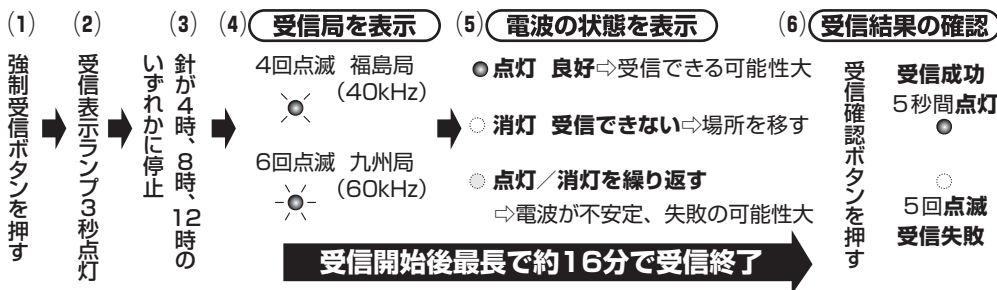 (1)
強制受信ボタンを押す
(2)
受信表示ランプ3秒点灯
(3)
針が4時、8時、12時の
いずれかに停止
(4) 受信局を表示
4回点滅 福島局
(40kHz)
6回点滅 九州局
(60kHz)
(5) 電波の状態を表示
点灯 良好⇨受信できる可能性大
消灯 受信できない⇨場所を移す
点灯／消灯を繰り返す
⇨電波が不安定、失敗の可能性大
受信開始後最長で約16分で受信終了
(6) 受信結果の確認
受信確認ボタンを押す
受信成功
5秒間点灯
5回点滅
受信失敗